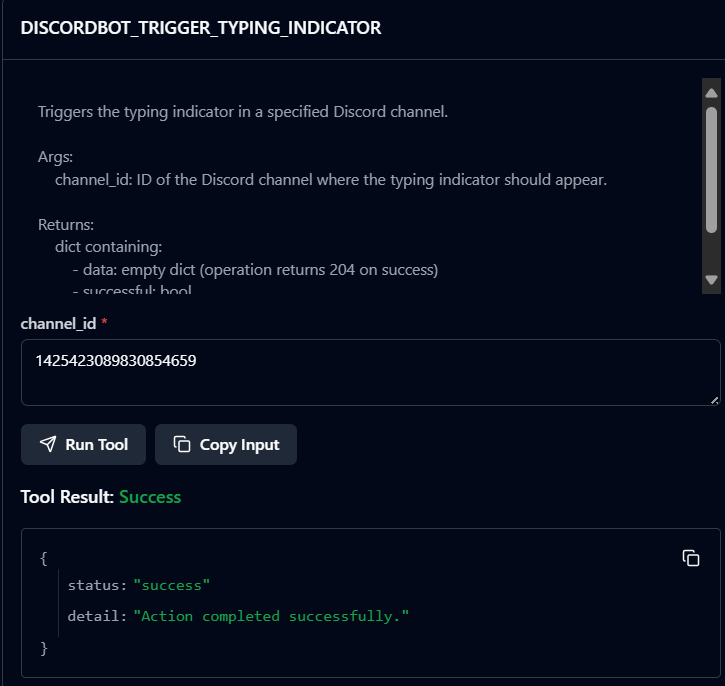 DISCORDBOT_TRIGGER_TYPING_INDICATOR
Triggers the typing indicator in a specified Discord channel.
Args:
channel_id: ID of the Discord channel where the typing indicator should appear.
Returns:
dict containing:
- data: empty dict (operation returns 204 on success)
- successful: bool
channel_id *
1425423089830854659
Run Tool
Copy Input
Tool Result: Success
{
status: "success"
detail: "Action completed successfully."
}